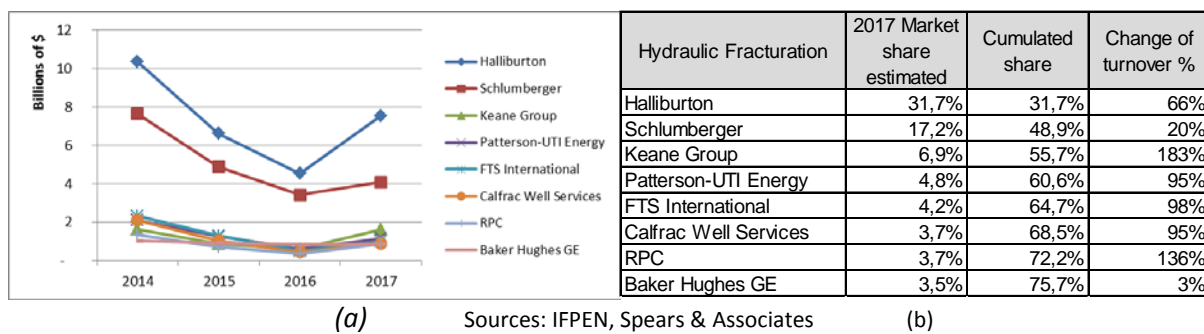 Billions of $
12
10
8
6
4
2
-
2014 2015 2016 2017
Halliburton
Schlumberger
Keane Group
Patterson-UTI Energy
FTS International
Calfrac Well Services
RPC
Baker Hughes GE
Hydraulic Fracturation 2017 Market share estimated Cumulated share Change of turnover %
Halliburton 31,7% 31,7% 66%
Schlumberger 17,2% 48,9% 20%
Keane Group 6,9% 55,7% 183%
Patterson-UTI Energy 4,8% 60,6% 95%
FTS International 4,2% 64,7% 98%
Calfrac Well Services 3,7% 68,5% 95%
RPC 3,7% 72,2% 136%
Baker Hughes GE 3,5% 75,7% 3%
(a) Sources: IFPEN, Spears & Associates (b)